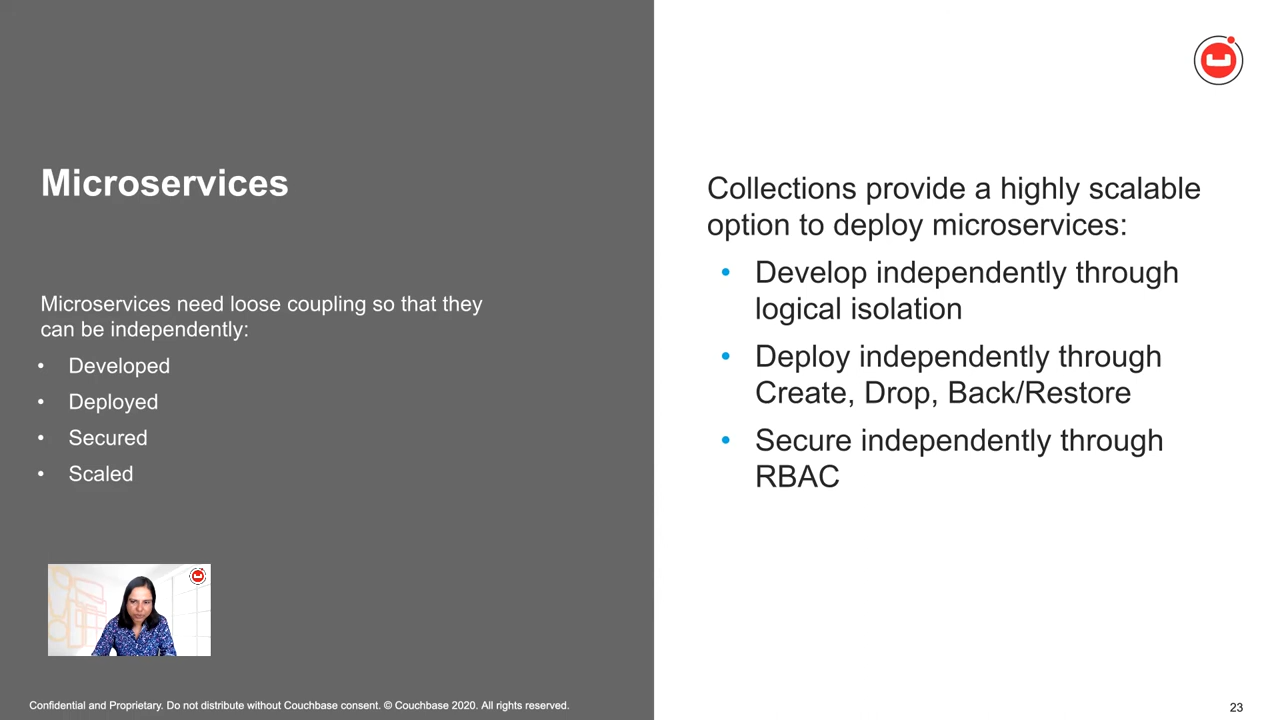 Microservices
Microservices need loose coupling so that they
can be independently:
• Developed
• Deployed
• Secured
• Scaled
Collections provide a highly scalable
option to deploy microservices:
• Develop independently through
logical isolation
• Deploy independently through
Create, Drop, Back/Restore
• Secure independently through
RBAC
Confidential and Proprietary. Do not distribute without Couchbase consent. © Couchbase 2020. All rights reserved.
23